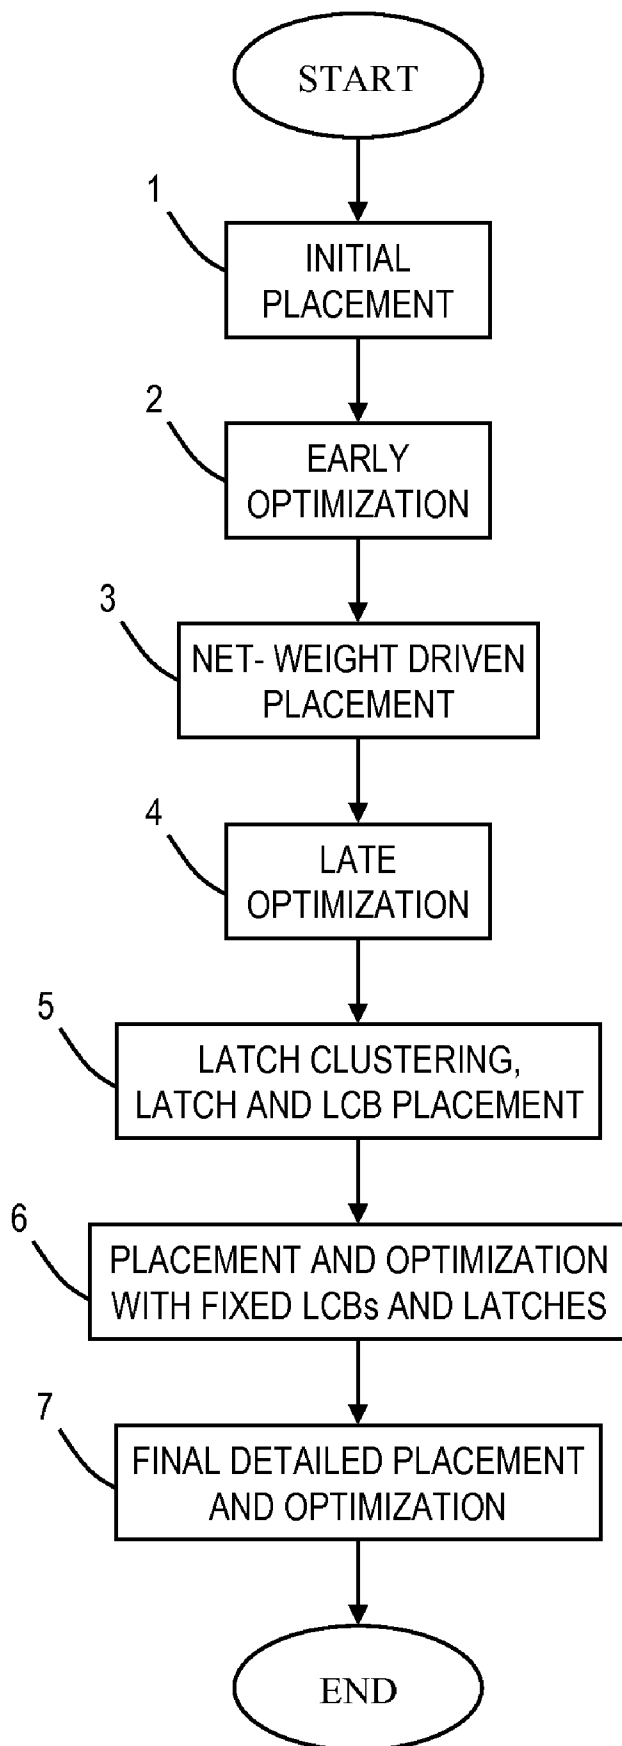 START
1
INITIAL
PLACEMENT
2
EARLY
OPTIMIZATION
3
NET- WEIGHT DRIVEN
PLACEMENT
4
LATE
OPTIMIZATION
5
LATCH CLUSTERING,
LATCH AND LCB PLACEMENT
6
PLACEMENT AND OPTIMIZATION
WITH FIXED LCBs AND LATCHES
7
FINAL DETAILED PLACEMENT
AND OPTIMIZATION
END